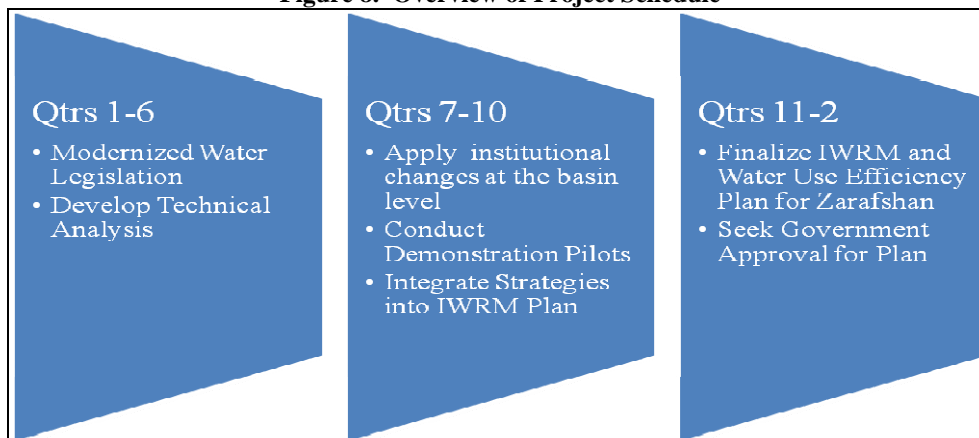 Qtrs 1-6
• Modernized Water
Legislation
• Develop Technical
Analysis
Qtrs 7-10
• Apply institutional
changes at the basin
level
• Conduct
Demonstration Pilots
• Integrate Strategies
into IWRM Plan
Qtrs 11-2
• Finalize IWRM and
Water Use Efficiency
Plan for Zarafshan
• Seek Government
Approval for Plan